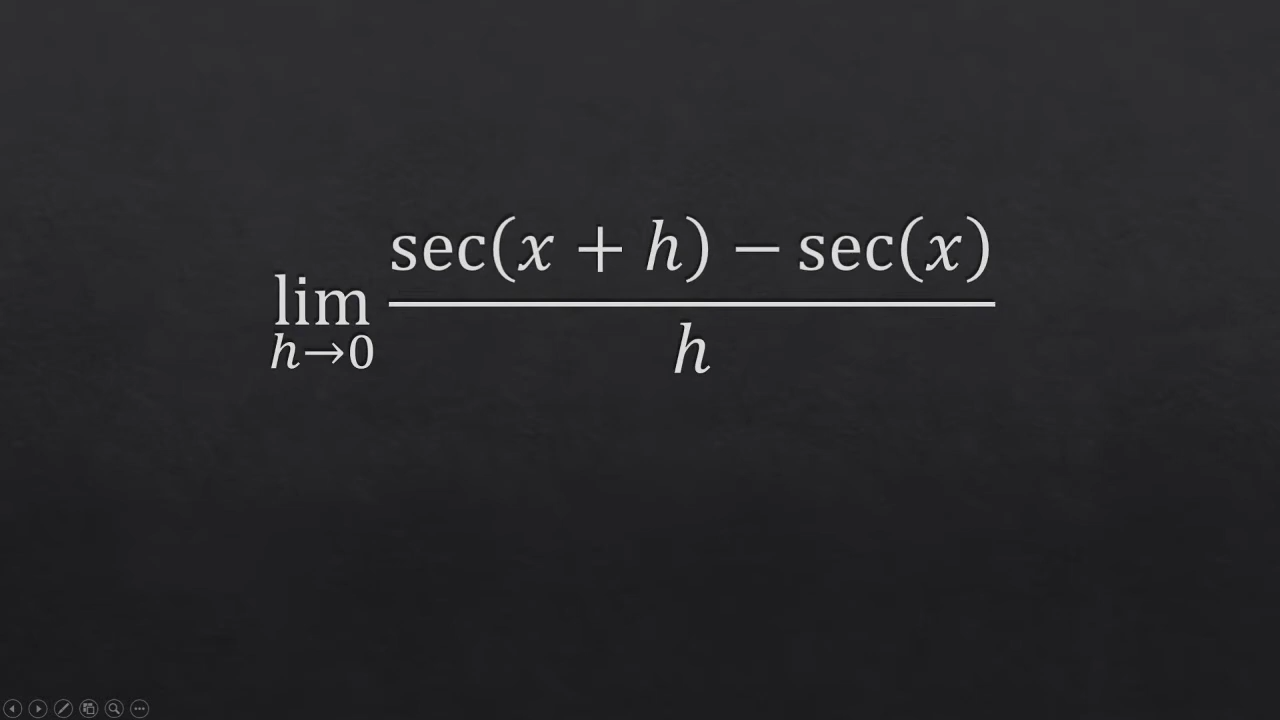 lim h→0 (sec(x + h) − sec(x)) / h